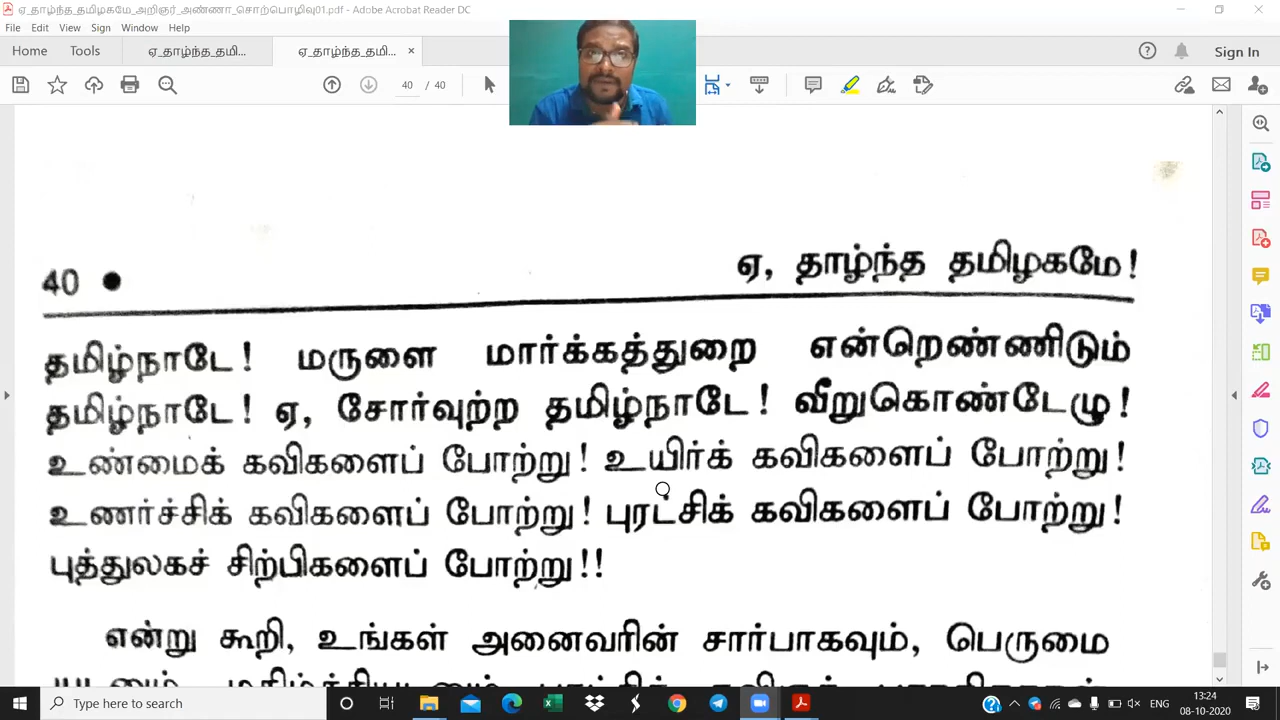 ஏ_தாழ்ந்த_தமிழகமே_அறிஞர்_அண்ணா_சொற்பொழிவு01.pdf - Adobe Acrobat Reader DC
File Edit View Sign Window Help
Home Tools ஏ_தாழ்ந்த_தமி... ஏ_தாழ்ந்த_தமி... × Sign In
40 / 40
40 ● ஏ, தாழ்ந்த தமிழகமே!
தமிழ்நாடே! மருளை மார்க்கத்துறை என்றெண்ணிடும்
தமிழ்நாடே! ஏ, சோர்வுற்ற தமிழ்நாடே! வீறுகொண்டேழு!
உண்மைக் கவிகளைப் போற்று! உயிர்க் கவிகளைப் போற்று!
உணர்ச்சிக் கவிகளைப் போற்று! புரட்சிக் கவிகளைப் போற்று!
புத்துலகச் சிற்பிகளைப் போற்று!!
என்று கூறி, உங்கள் அனைவரின் சார்பாகவும், பெருமை
Type here to search
ENG 13:24
08-10-2020